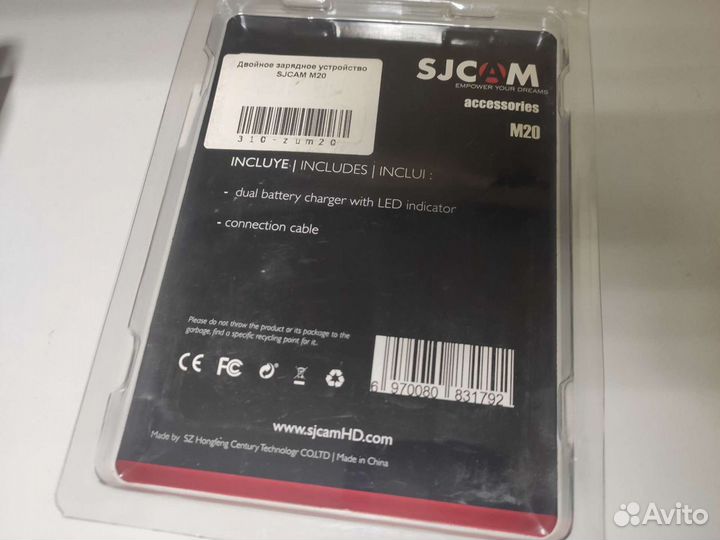 Двойное зарядное устройство
SJCAM M20
310-zum20
SJCAM
EMPOWER YOUR DREAMS
accessories
M20
INCLUYE | INCLUDES | INCLUI :
- dual battery charger with LED indicator
- connection cable
Please do not throw the product or its package to the
garbage, find a specific recycling point for it.
CE FC
6 970080 831792
www.sjcamHD.com
Made by SZ Hongfeng Century Technologr CO,LTD | Made in China
Avito